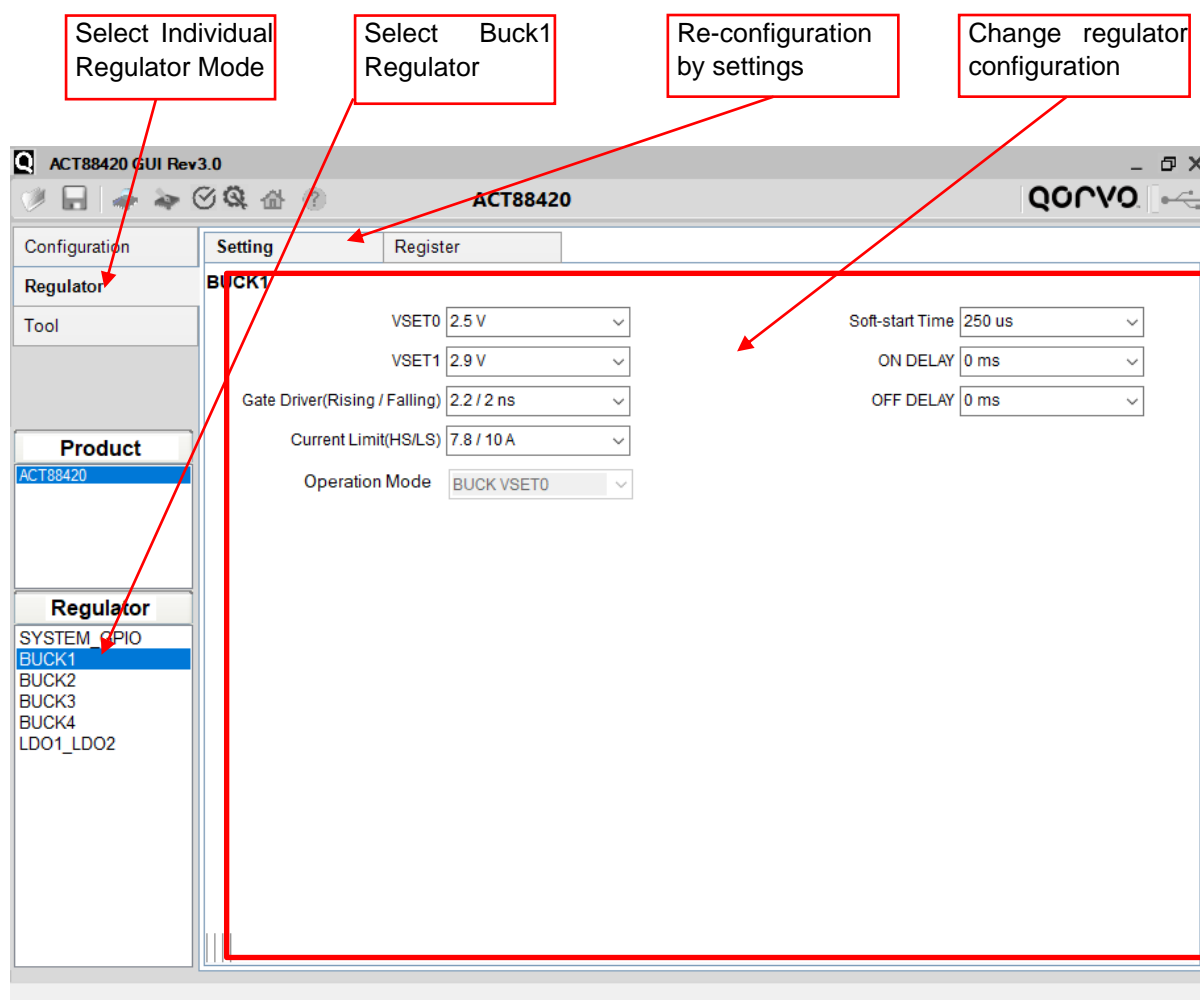 Select Individual
Regulator Mode
Select Buck1
Regulator
Re-configuration
by settings
Change regulator
configuration
ACT88420 GUI Rev3.0
ACT88420
QORVO
Configuration
Regulator
Tool
Setting
Register
BUCK1
VSET0 2.5 V
VSET1 2.9 V
Gate Driver(Rising / Falling) 2.2 / 2 ns
Current Limit(HS/LS) 7.8 / 10 A
Operation Mode BUCK VSET0
Soft-start Time 250 us
ON DELAY 0 ms
OFF DELAY 0 ms
Product
ACT88420
Regulator
SYSTEM_GPIO
BUCK1
BUCK2
BUCK3
BUCK4
LDO1_LDO2